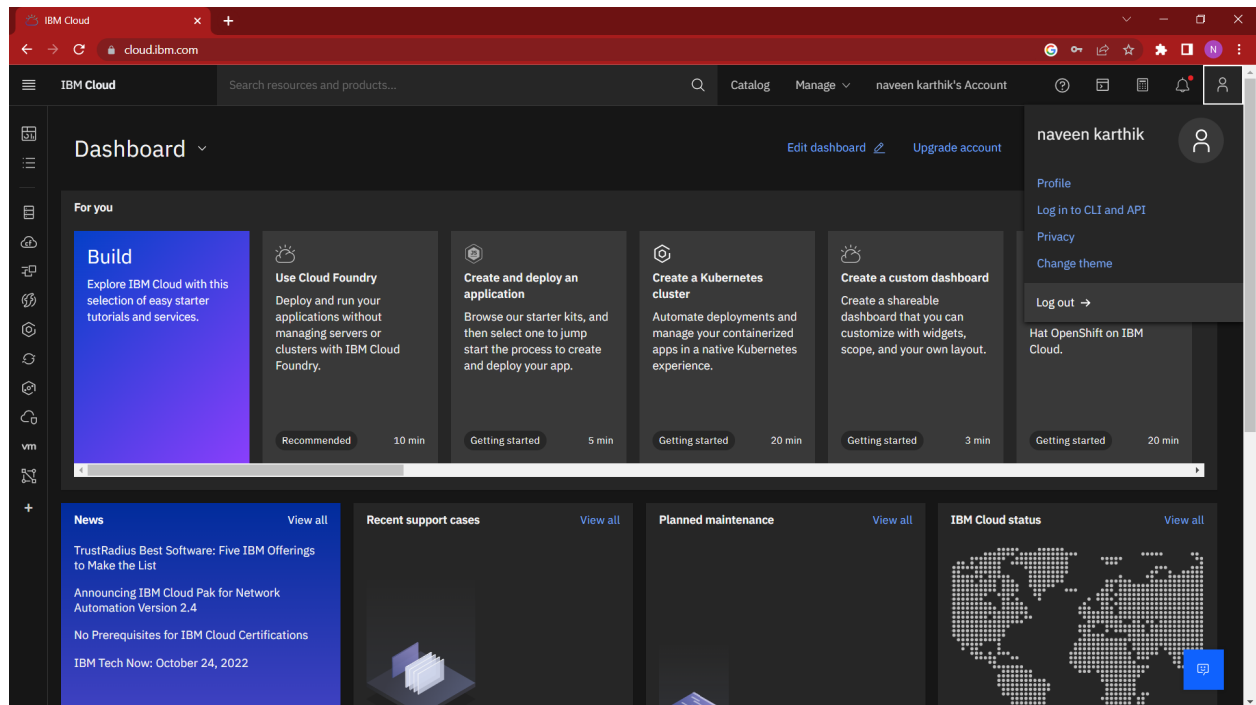 IBM Cloud
cloud.ibm.com
N
IBM Cloud
Search resources and products...
Catalog
Manage
naveen karthik's Account
Dashboard
Edit dashboard
Upgrade account
naveen karthik
Profile
Log in to CLI and API
Privacy
Change theme
Log out →
For you
Build
Explore IBM Cloud with this
selection of easy starter
tutorials and services.
Use Cloud Foundry
Deploy and run your
applications without
managing servers or
clusters with IBM Cloud
Foundry.
Recommended
10 min
Create and deploy an
application
Browse our starter kits, and
then select one to jump
start the process to create
and deploy your app.
Getting started
5 min
Create a Kubernetes
cluster
Automate deployments and
manage your containerized
apps in a native Kubernetes
experience.
Getting started
20 min
Create a custom dashboard
Create a shareable
dashboard that you can
customize with widgets,
scope, and your own layout.
Getting started
3 min
Hat OpenShift on IBM
Cloud.
Getting started
20 min
vm
News
View all
TrustRadius Best Software: Five IBM Offerings
to Make the List
Announcing IBM Cloud Pak for Network
Automation Version 2.4
No Prerequisites for IBM Cloud Certifications
IBM Tech Now: October 24, 2022
Recent support cases
View all
Planned maintenance
View all
IBM Cloud status
View all